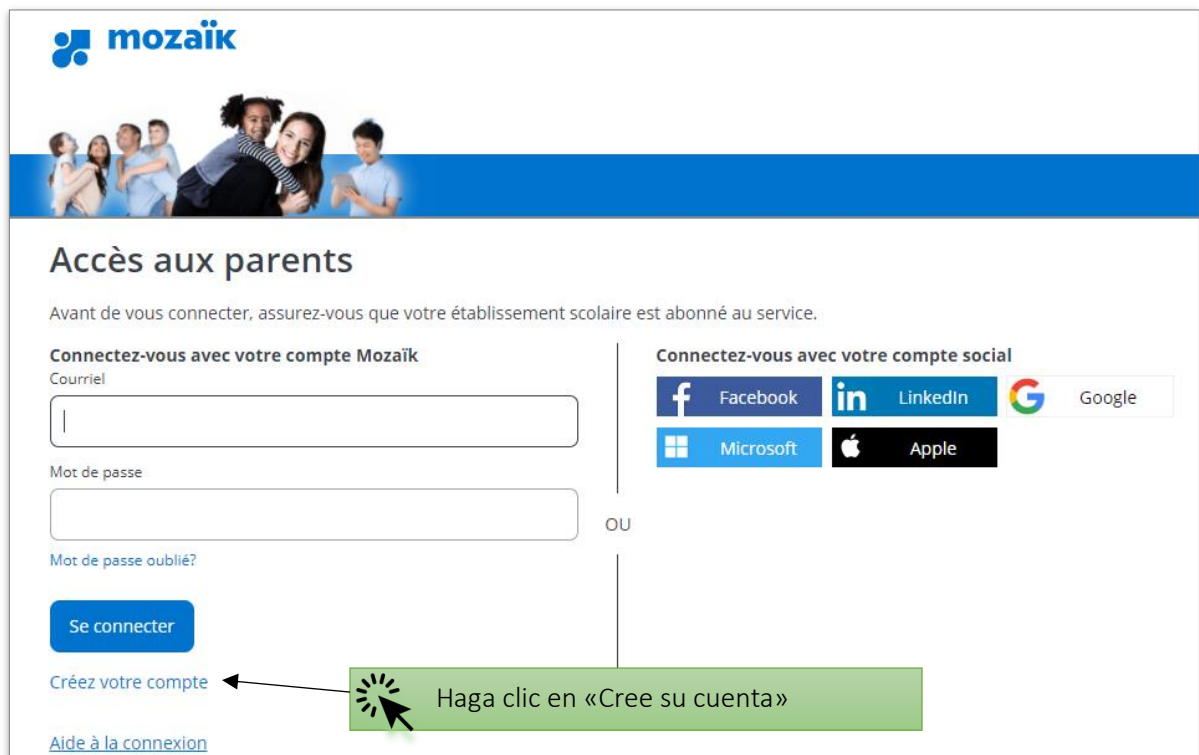 mozaïk
Accès aux parents
Avant de vous connecter, assurez-vous que votre établissement scolaire est abonné au service.
Connectez-vous avec votre compte Mozaïk
Courriel
Mot de passe
Mot de passe oublié?
Se connecter
Créez votre compte
Aide à la connexion
OU
Connectez-vous avec votre compte social
Facebook
LinkedIn
Google
Microsoft
Apple
Haga clic en «Cree su cuenta»